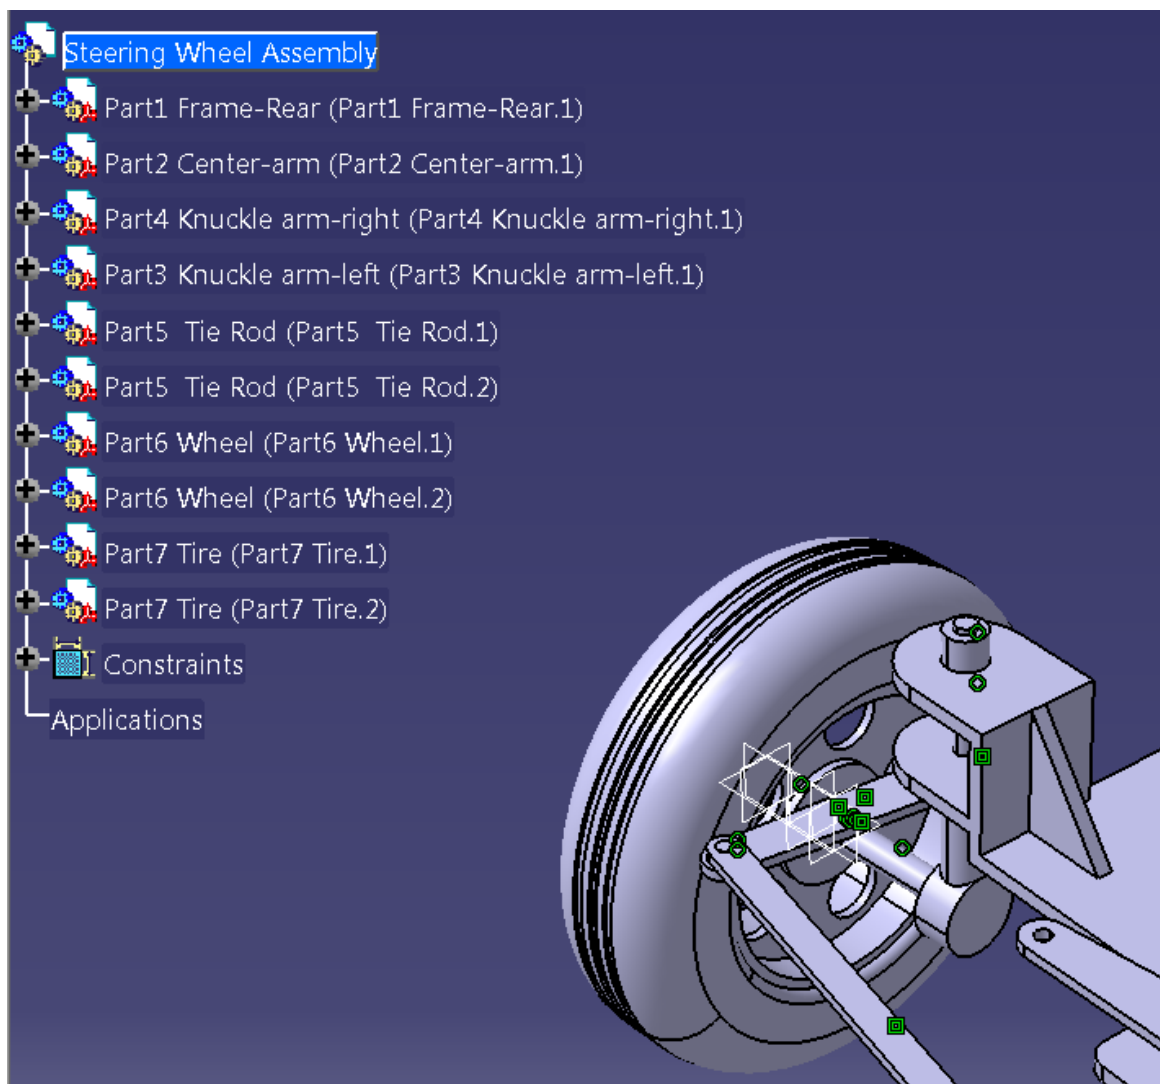 Steering Wheel Assembly
Part1 Frame-Rear (Part1 Frame-Rear.1)
Part2 Center-arm (Part2 Center-arm.1)
Part4 Knuckle arm-right (Part4 Knuckle arm-right.1)
Part3 Knuckle arm-left (Part3 Knuckle arm-left.1)
Part5  Tie Rod (Part5  Tie Rod.1)
Part5  Tie Rod (Part5  Tie Rod.2)
Part6 Wheel (Part6 Wheel.1)
Part6 Wheel (Part6 Wheel.2)
Part7 Tire (Part7 Tire.1)
Part7 Tire (Part7 Tire.2)
Constraints
Applications